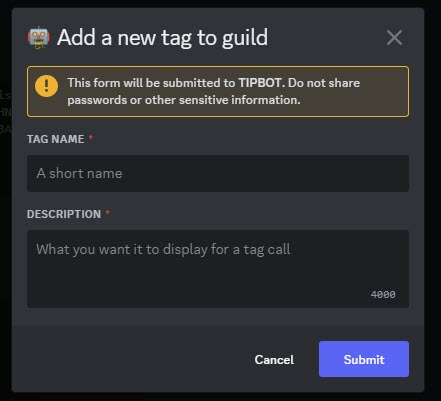 Add a new tag to guild
This form will be submitted to TIPBOT. Do not share
passwords or other sensitive information.
TAG NAME *
A short name
DESCRIPTION *
What you want it to display for a tag call
4000
Cancel
Submit